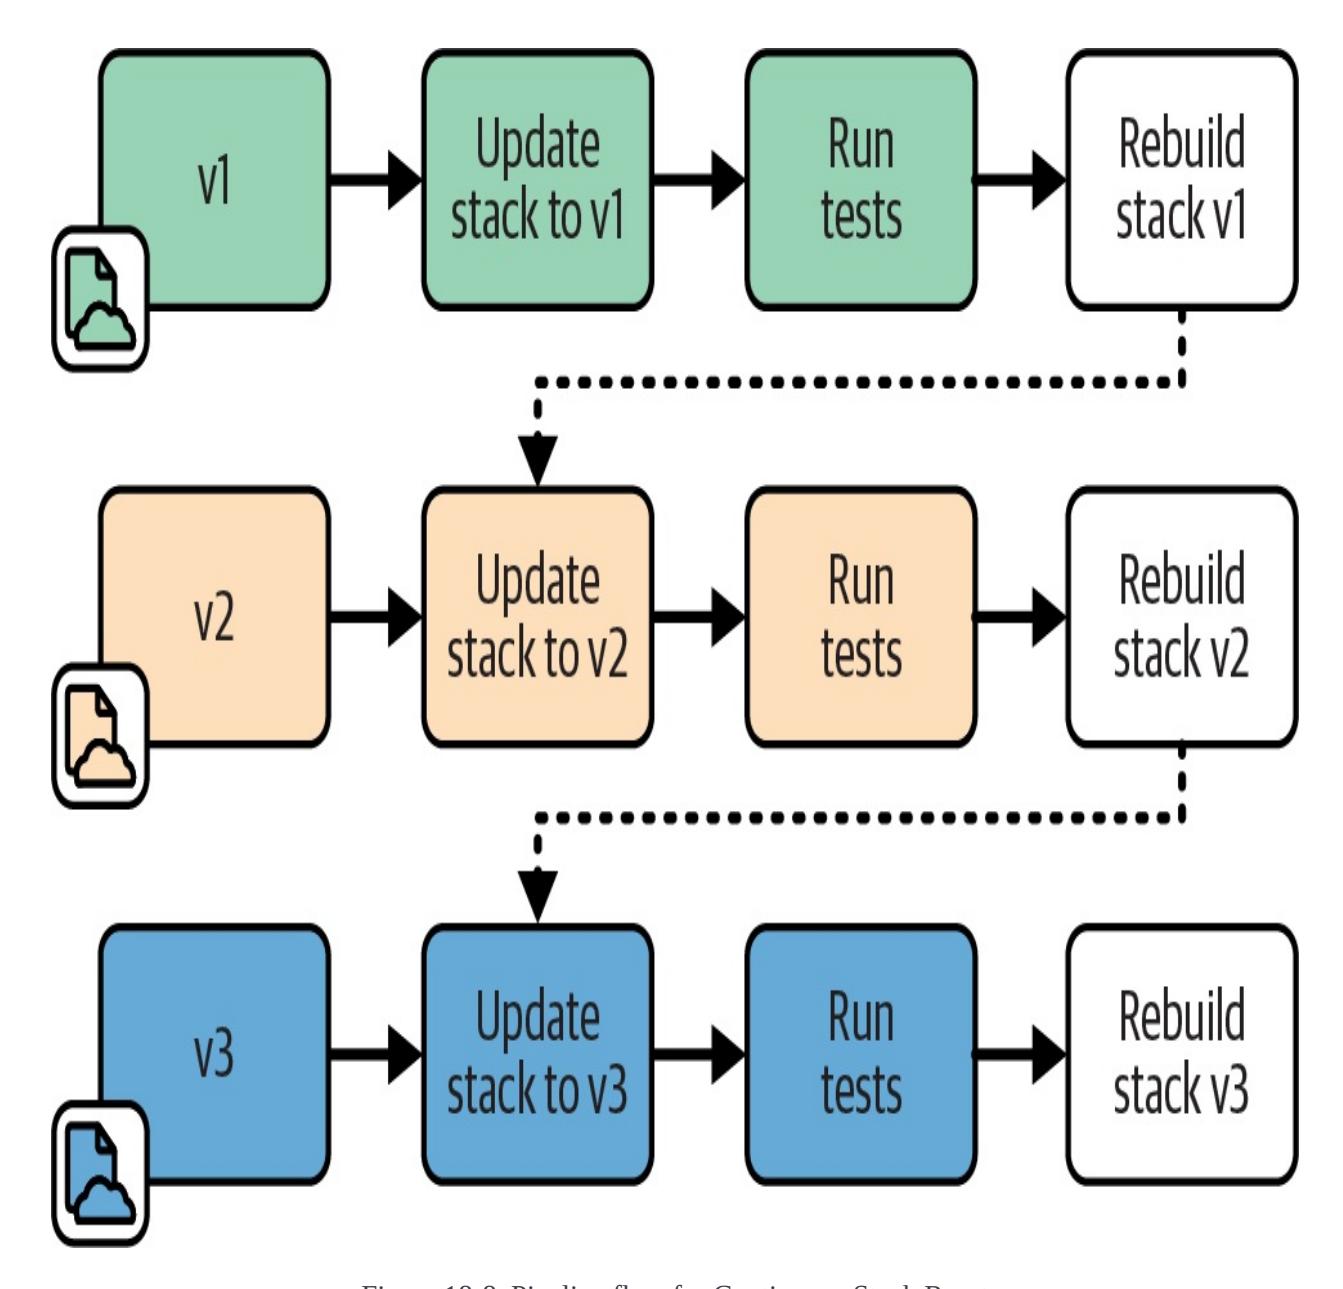 v1
Update
stack to v1
Run
tests
Rebuild
stack v1
v2
Update
stack to v2
Run
tests
Rebuild
stack v2
v3
Update
stack to v3
Run
tests
Rebuild
stack v3